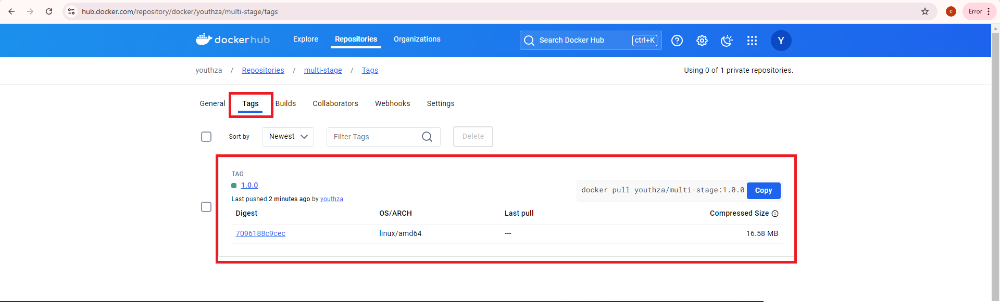 hub.docker.com/repository/docker/youthza/multi-stage/tags
C
Error
dockerhub Explore Repositories Organizations Search Docker Hub ctrl+K Y
youthza / Repositories / multi-stage / Tags Using 0 of 1 private repositories.
General Tags Builds Collaborators Webhooks Settings
Sort by Newest Filter Tags Delete
TAG
1.0.0
docker pull youthza/multi-stage:1.0.0 Copy
Last pushed 2 minutes ago by youthza
Digest OS/ARCH Last pull Compressed Size
7096188c9cec linux/amd64 --- 16.58 MB